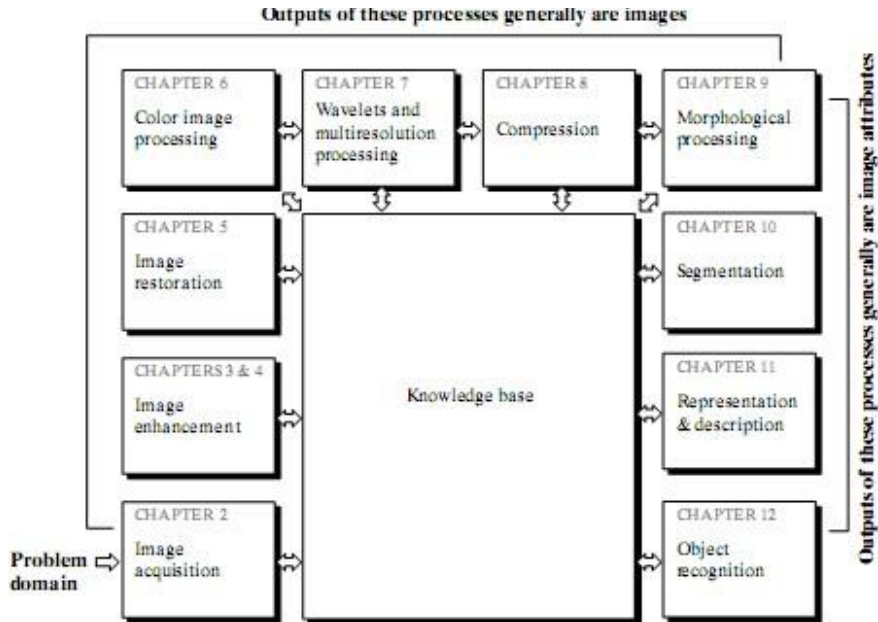 Outputs of these processes generally are images
CHAPTER 6
Color image
processing
CHAPTER 7
Wavelets and
multiresolution
processing
CHAPTER 8
Compression
CHAPTER 9
Morphological
processing
CHAPTER 5
Image
restoration
CHAPTER 10
Segmentation
CHAPTERS 3 & 4
Image
enhancement
Knowledge base
CHAPTER 11
Representation
& description
CHAPTER 2
Image
acquisition
CHAPTER 12
Object
recognition
Problem
domain
Outputs of these processes generally are image attributes